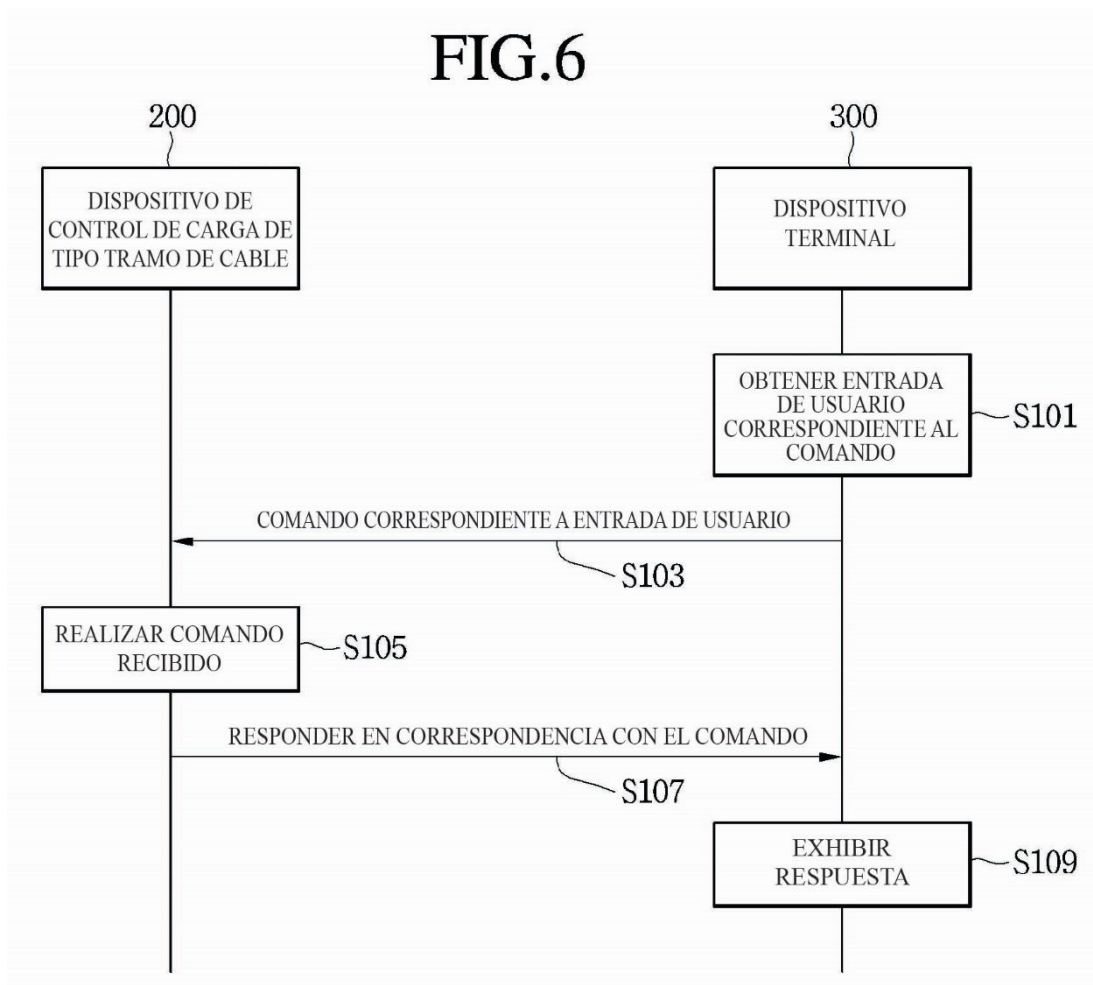 FIG.6
200
300
DISPOSITIVO DE
CONTROL DE CARGA DE
TIPO TRAMO DE CABLE
DISPOSITIVO
TERMINAL
OBTENER ENTRADA
DE USUARIO
CORRESPONDIENTE AL
COMANDO
S101
COMANDO CORRESPONDIENTE A ENTRADA DE USUARIO
S103
REALIZAR COMANDO
RECIBIDO
S105
RESPONDER EN CORRESPONDENCIA CON EL COMANDO
S107
EXHIBIR
RESPUESTA
S109